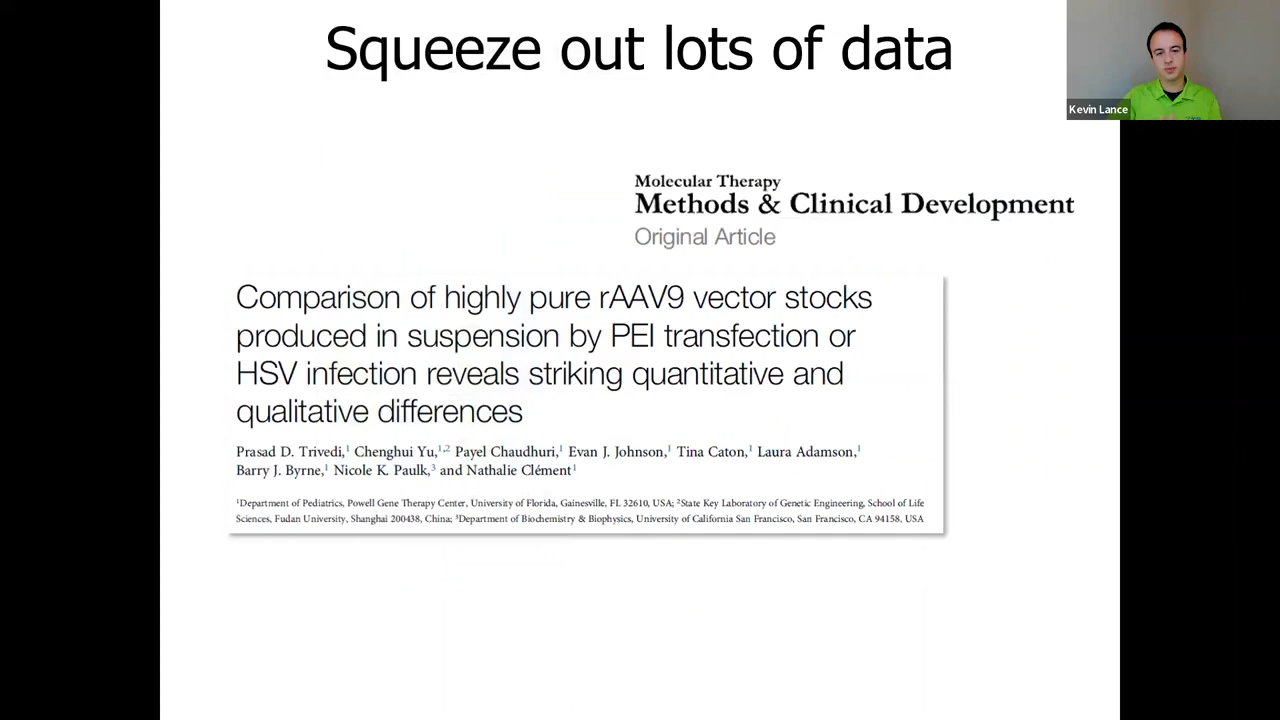 Squeeze out lots of data
Kevin Lance
Molecular Therapy
Methods & Clinical Development
Original Article
Comparison of highly pure rAAV9 vector stocks
produced in suspension by PEI transfection or
HSV infection reveals striking quantitative and
qualitative differences
Prasad D. Trivedi,¹ Chenghui Yu,¹,² Payel Chaudhuri,¹ Evan J. Johnson,¹ Tina Caton,¹ Laura Adamson,¹
Barry J. Byrne,¹ Nicole K. Paulk,³ and Nathalie Clément¹
¹Department of Pediatrics, Powell Gene Therapy Center, University of Florida, Gainesville, FL 32610, USA; ²State Key Laboratory of Genetic Engineering, School of Life
Sciences, Fudan University, Shanghai 200438, China; ³Department of Biochemistry & Biophysics, University of California San Francisco, San Francisco, CA 94158, USA